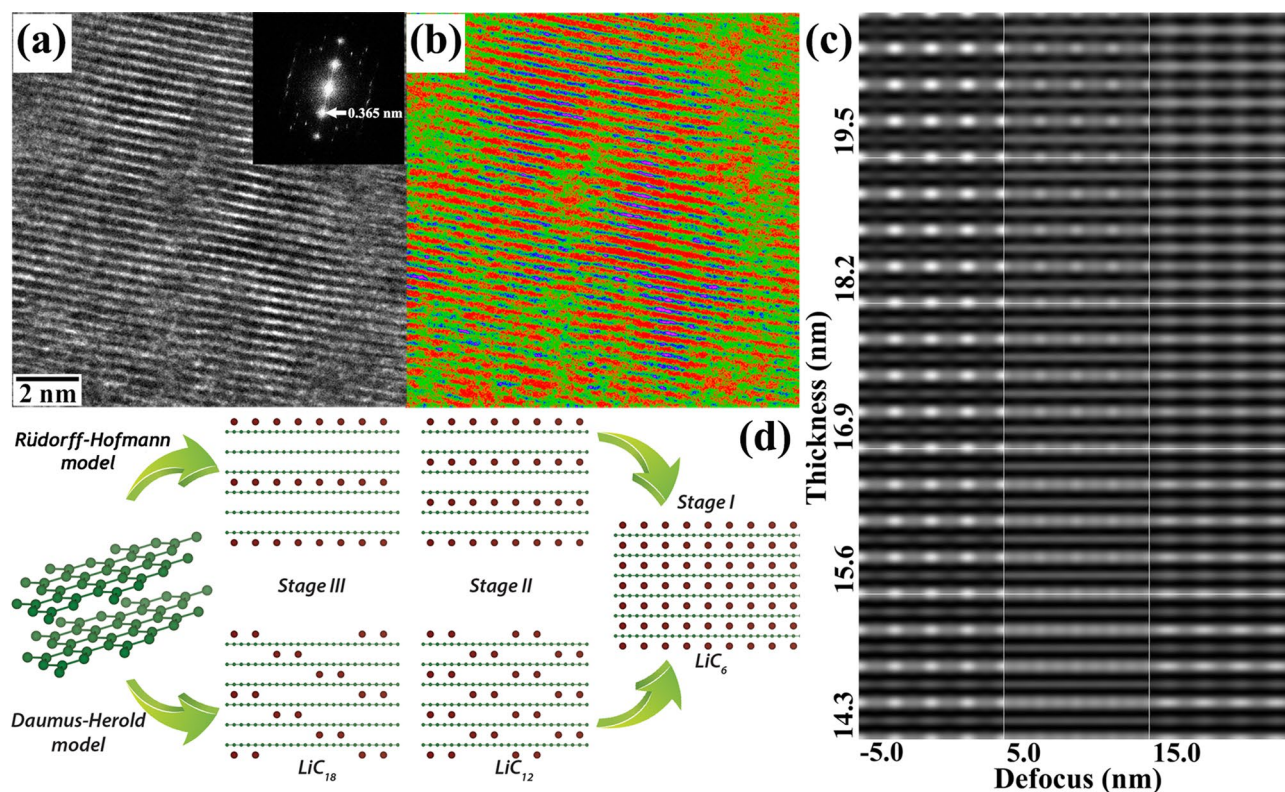 (a)
0.365 nm
2 nm
(b)
(c)
Thickness (nm)
19.5
18.2
16.9
15.6
14.3
-5.0
5.0
15.0
Defocus (nm)
(d)
Rüdorff-Hofmann
model
Stage III
Stage II
Stage I
LiC6
Daumus-Herold
model
LiC18
LiC12